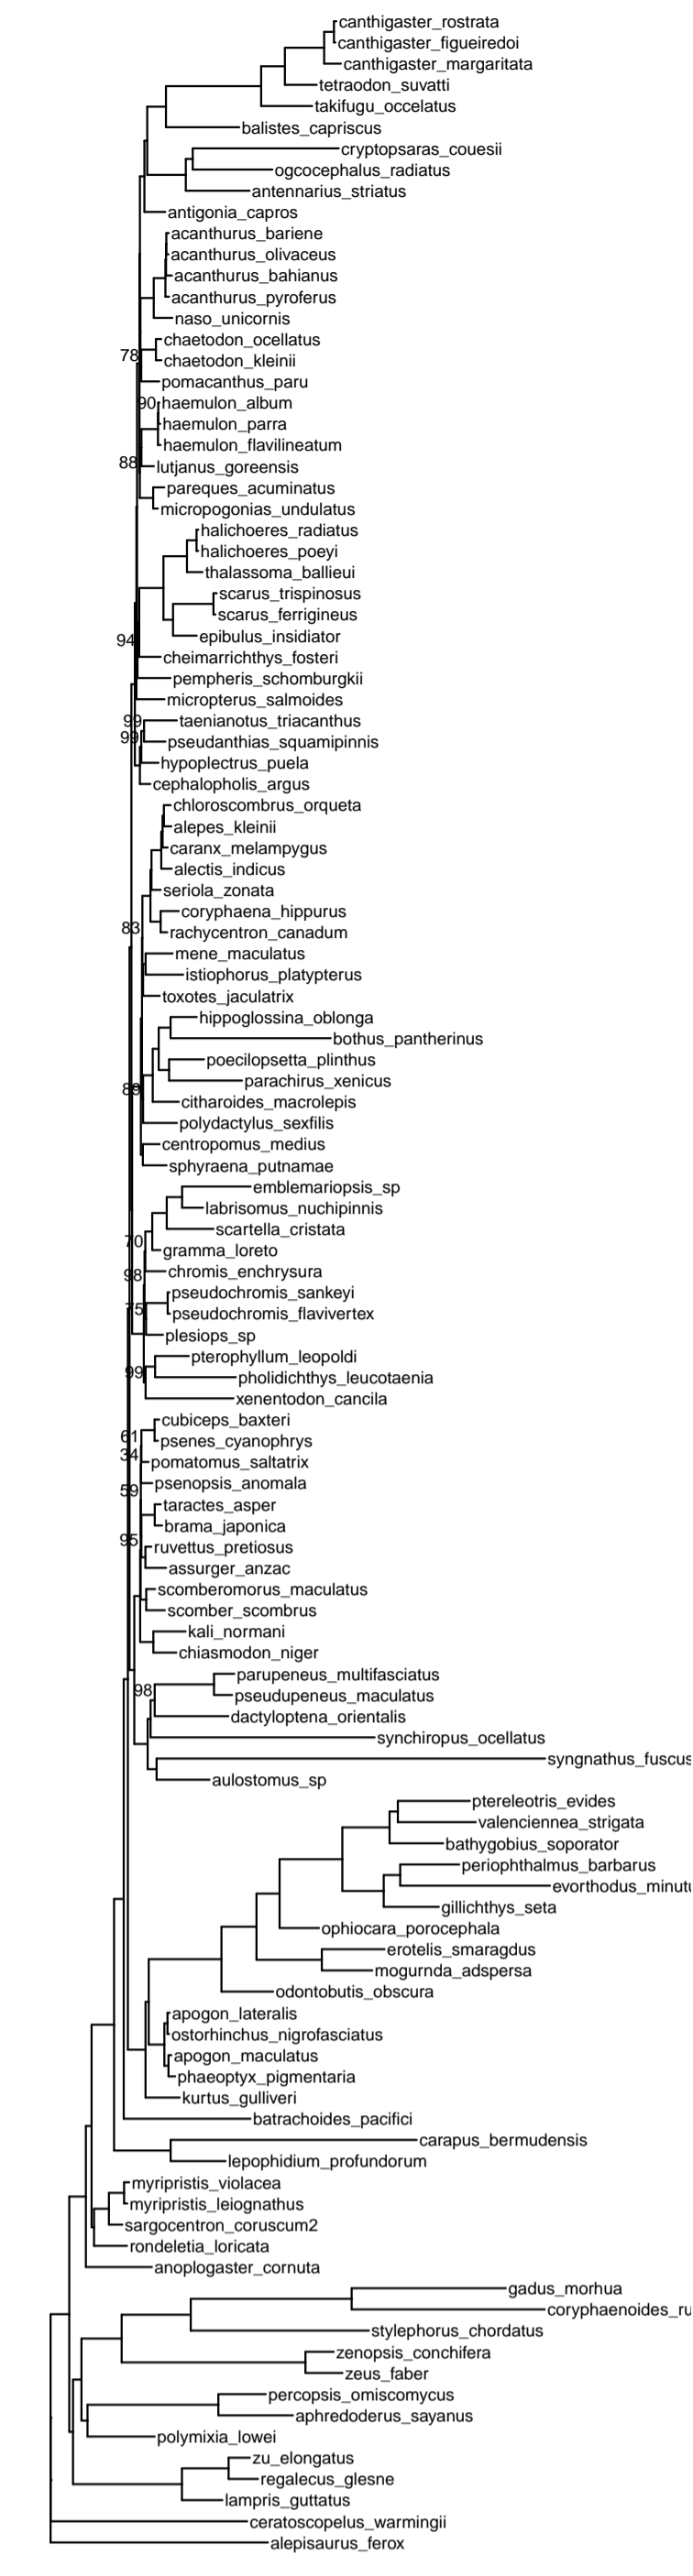 canthigaster_rostrata
canthigaster_figueiredoi
canthigaster_margaritata
tetraodon_suvatti
takifugu_occelatus
balistes_capriscus
cryptopsaras_couesii
ogcocephalus_radiatus
antennarius_striatus
antigonia_capros
acanthurus_bariene
acanthurus_olivaceus
acanthurus_bahianus
acanthurus_pyroferus
naso_unicornis
chaetodon_ocellatus
78
chaetodon_kleinii
pomacanthus_paru
90 haemulon_album
haemulon_parra
haemulon_flavilineatum
88
lutjanus_goreensis
pareques_acuminatus
micropogonias_undulatus
halichoeres_radiatus
halichoeres_poeyi
thalassoma_ballieui
scarus_trispinosus
scarus_ferrigineus
epibulus_insidiator
94
cheimarrichthys_fosteri
pempheris_schomburgkii
micropterus_salmoides
99 taenianotus_triacanthus
99 pseudanthias_squamipinnis
hypoplectrus_puela
cephalopholis_argus
chloroscombrus_orqueta
alepes_kleinii
caranx_melampygus
alectis_indicus
seriola_zonata
coryphaena_hippurus
83
rachycentron_canadum
mene_maculatus
istiophorus_platypterus
toxotes_jaculatrix
hippoglossina_oblonga
bothus_pantherinus
poecilopsetta_plinthus
parachirus_xenicus
89
citharoides_macrolepis
polydactylus_sexfilis
centropomus_medius
sphyraena_putnamae
emblemariopsis_sp
labrisomus_nuchipinnis
scartella_cristata
70
gramma_loreto
98 chromis_enchrysura
pseudochromis_sankeyi
75 pseudochromis_flavivertex
plesiops_sp
pterophyllum_leopoldi
99 pholidichthys_leucotaenia
xenentodon_cancila
cubiceps_baxteri
61 psenes_cyanophrys
34
pomatomus_saltatrix
psenopsis_anomala
59
taractes_asper
brama_japonica
95
ruvettus_pretiosus
assurger_anzac
scomberomorus_maculatus
scomber_scombrus
kali_normani
chiasmodon_niger
parupeneus_multifasciatus
98 pseudupeneus_maculatus
dactyloptena_orientalis
synchiropus_ocellatus
syngnathus_fuscus
aulostomus_sp
ptereleotris_evides
valenciennea_strigata
bathygobius_soporator
periophthalmus_barbarus
evorthodus_minutu
gillichthys_seta
ophiocara_porocephala
erotelis_smaragdus
mogurnda_adspersa
odontobutis_obscura
apogon_lateralis
ostorhinchus_nigrofasciatus
apogon_maculatus
phaeoptyx_pigmentaria
kurtus_gulliveri
batrachoides_pacifici
carapus_bermudensis
lepophidium_profundorum
myripristis_violacea
myripristis_leiognathus
sargocentron_coruscum2
rondeletia_loricata
anoplogaster_cornuta
gadus_morhua
coryphaenoides_ru
stylephorus_chordatus
zenopsis_conchifera
zeus_faber
percopsis_omiscomycus
aphredoderus_sayanus
polymixia_lowei
zu_elongatus
regalecus_glesne
lampris_guttatus
ceratoscopelus_warmingii
alepisaurus_ferox